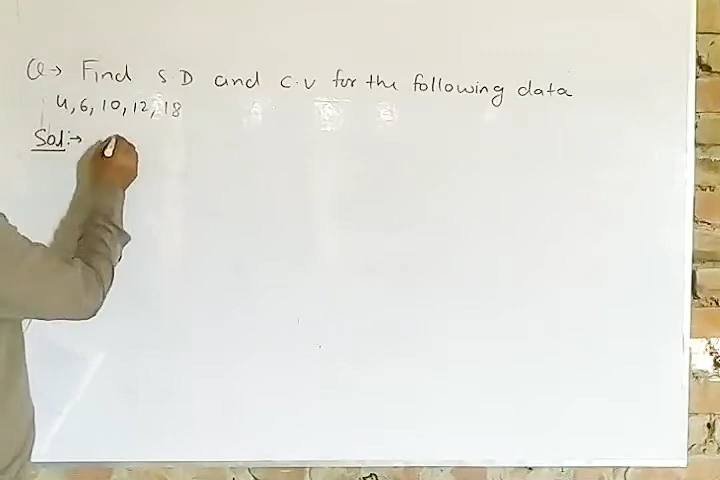 Q→ Find S.D and C.V for the following data
4, 6, 10, 12, 18
Sol:→